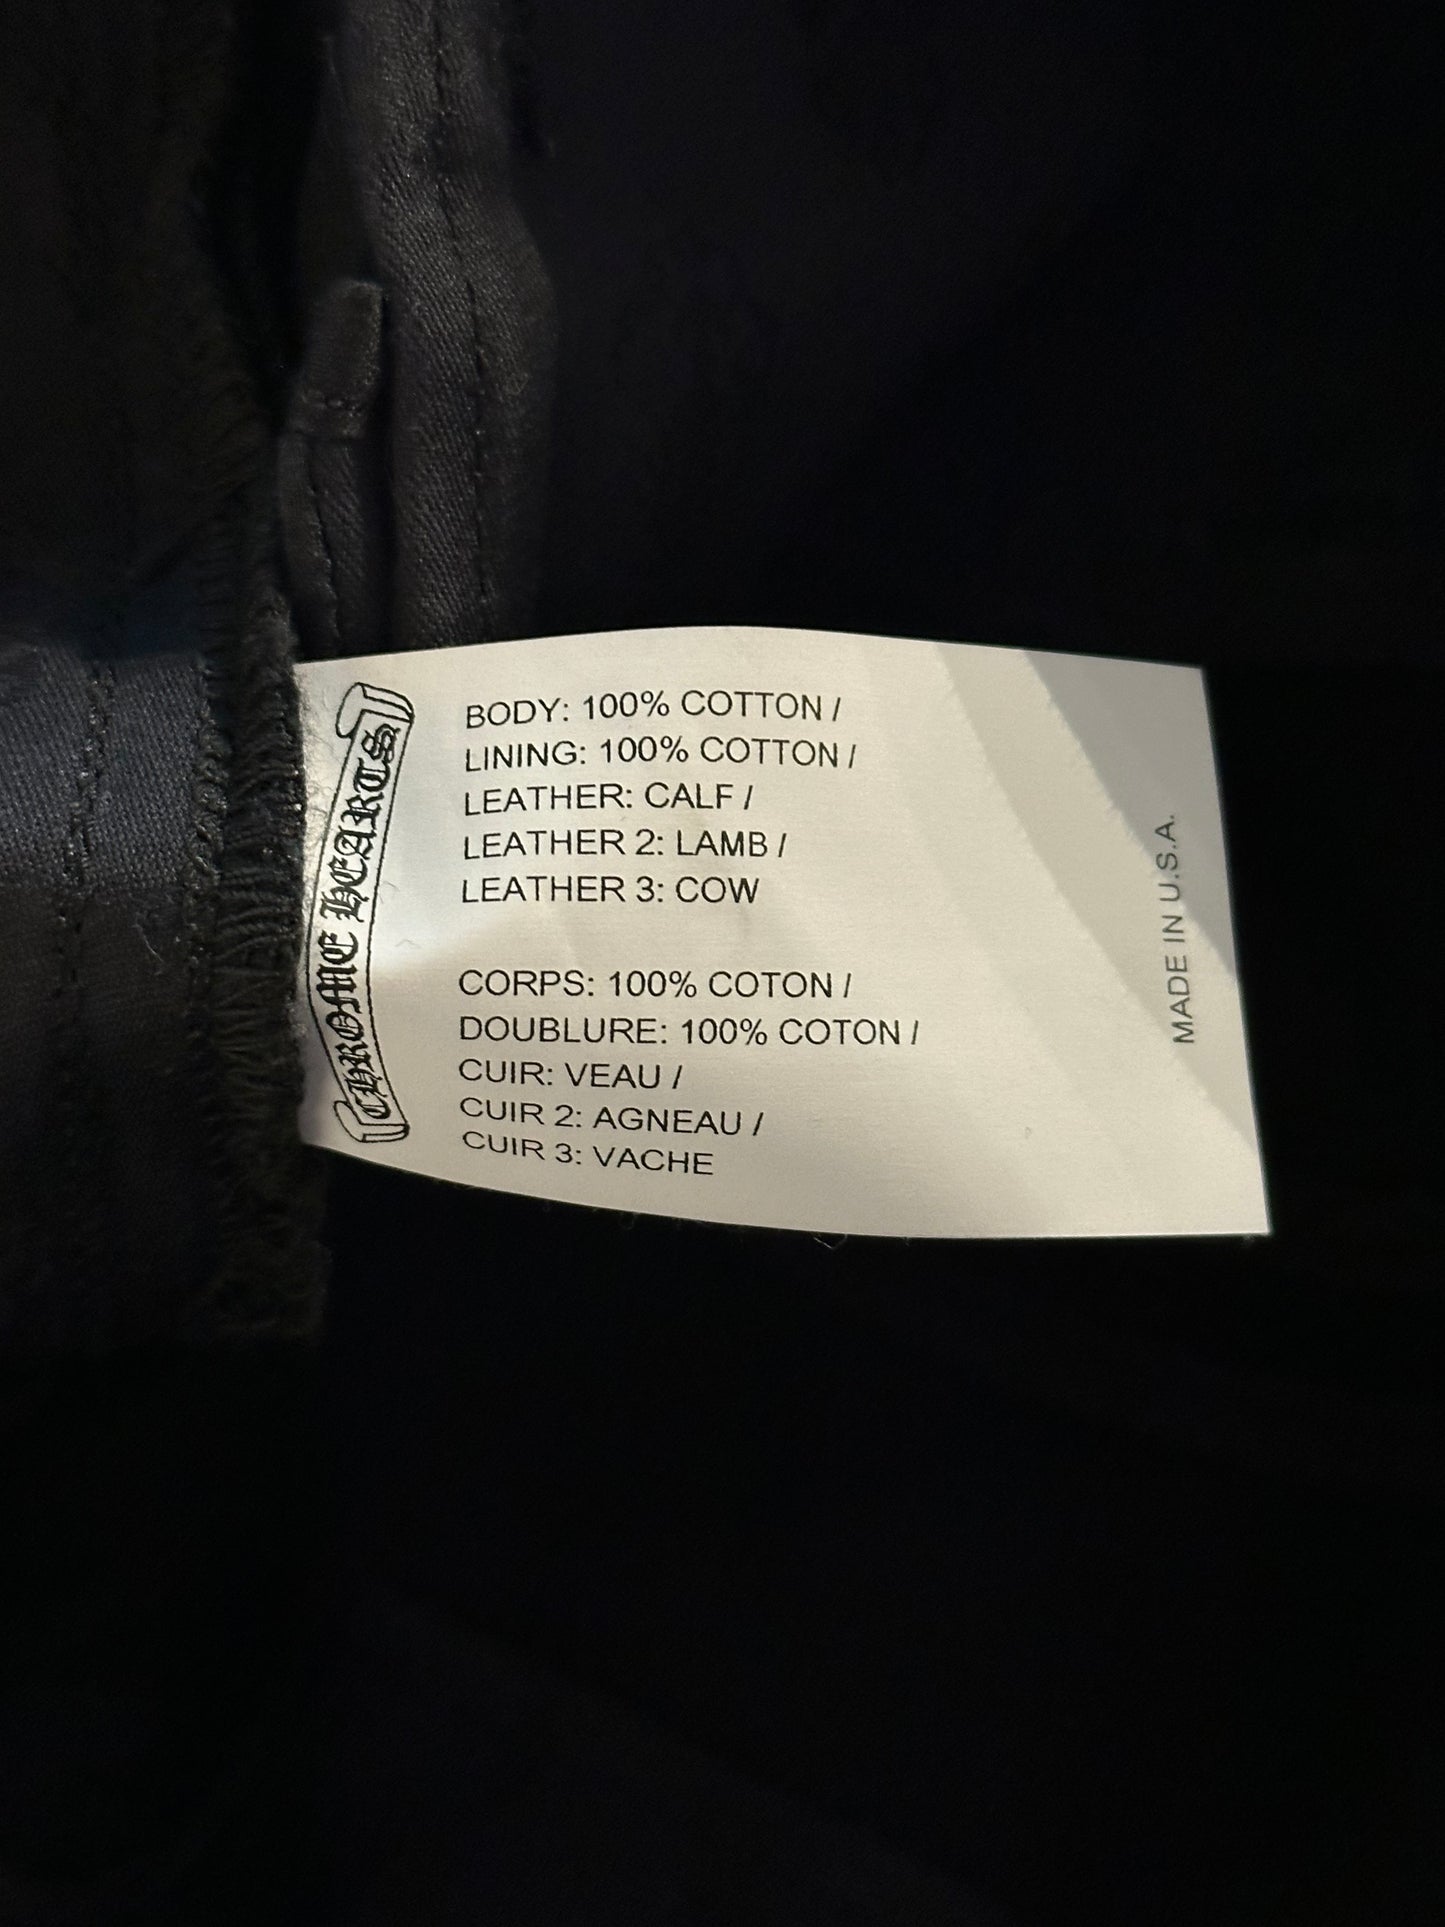 CHROME HEARTS
BODY: 100% COTTON /
LINING: 100% COTTON /
LEATHER: CALF /
LEATHER 2: LAMB /
LEATHER 3: COW
CORPS: 100% COTON /
DOUBLURE: 100% COTON /
CUIR: VEAU /
CUIR 2: AGNEAU /
CUIR 3: VACHE
MADE IN U.S.A.